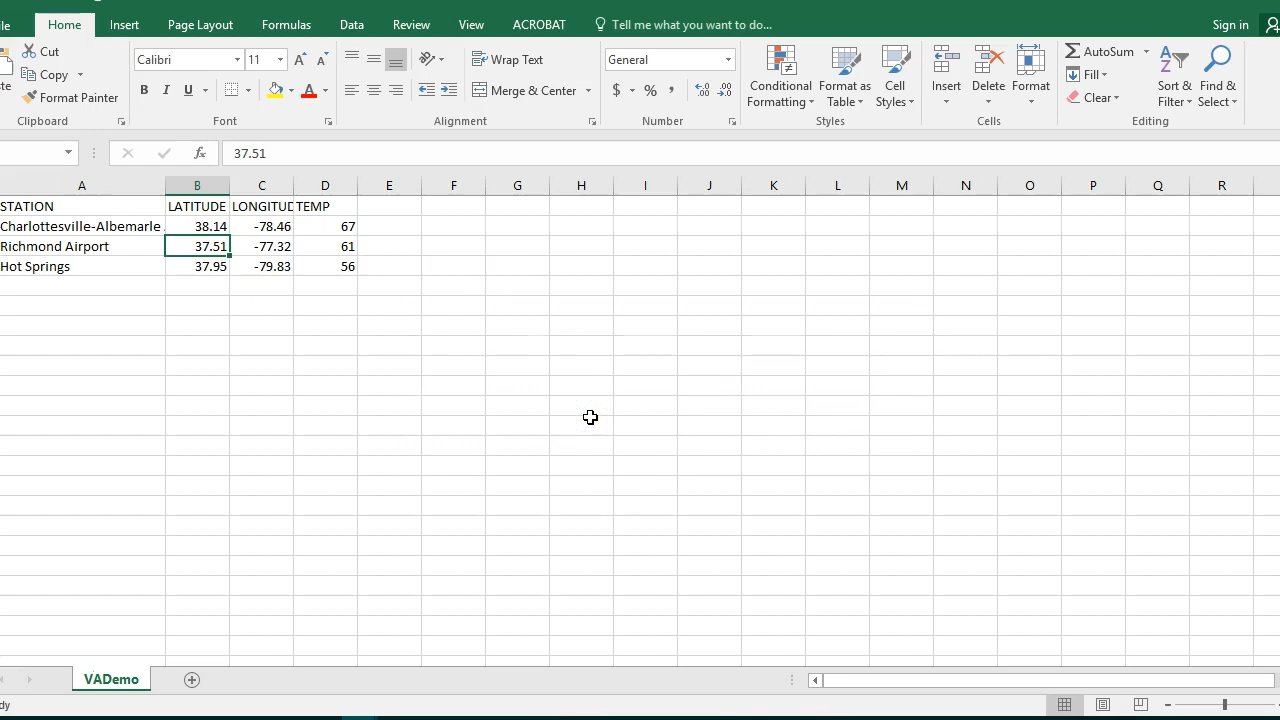 Home Insert Page Layout Formulas Data Review View ACROBAT Tell me what you want to do... Sign in
Cut
Copy
Format Painter
Clipboard
Calibri 11
B I U
Font
Wrap Text
Merge & Center
Alignment
General
$ % ,
Number
Conditional Formatting
Format as Table
Cell Styles
Styles
Insert Delete Format
Cells
AutoSum
Fill
Clear
Sort & Filter
Find & Select
Editing
fx 37.51
A B C D E F G H I J K L M N O P Q R
STATION LATITUDE LONGITUD TEMP
Charlottesville-Albemarle 38.14 -78.46 67
Richmond Airport 37.51 -77.32 61
Hot Springs 37.95 -79.83 56
VADemo